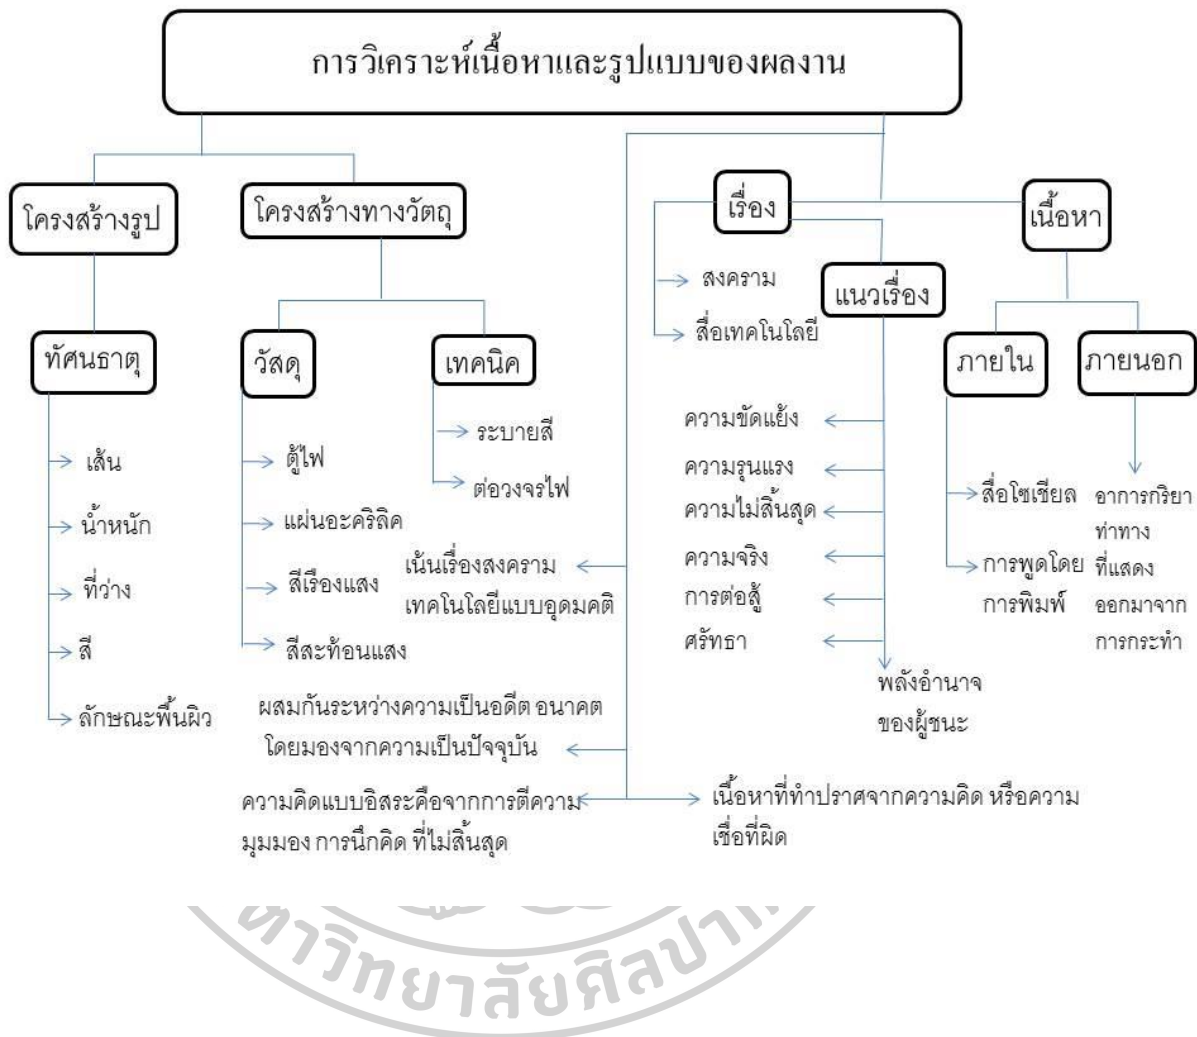 การวิเคราะห์เนื้อหาและรูปแบบของผลงาน
โครงสร้างรูป
โครงสร้างทางวัตถุ
เรื่อง
เนื้อหา
สงคราม
สื่อเทคโนโลยี
แนวเรื่อง
ทัศนธาตุ
วัสดุ
เทคนิค
ภายใน
ภายนอก
เส้น
น้ำหนัก
ที่ว่าง
สี
ลักษณะพื้นผิว
ตู้ไฟ
แผ่นอะคริลิค
สีเรืองแสง
สีสะท้อนแสง
ระบายสี
ต่อวงจรไฟ
ความขัดแย้ง
ความรุนแรง
ความไม่สิ้นสุด
ความจริง
การต่อสู้
ศรัทธา
พลังอำนาจ
ของผู้ชนะ
สื่อโซเชียล
การพูดโดย
การพิมพ์
อาการกริยา
ท่าทาง
ที่แสดง
ออกมาจาก
การกระทำ
เน้นเรื่องสงคราม
เทคโนโลยีแบบอุดมคติ
ผสมกันระหว่างความเป็นอดีต อนาคต
โดยมองจากความเป็นปัจจุบัน
ความคิดแบบอิสระคือจากการตีความ
มุมมอง การนึกคิด ที่ไม่สิ้นสุด
เนื้อหาที่ทำปราศจากความคิด หรือความ
เชื่อที่ผิด